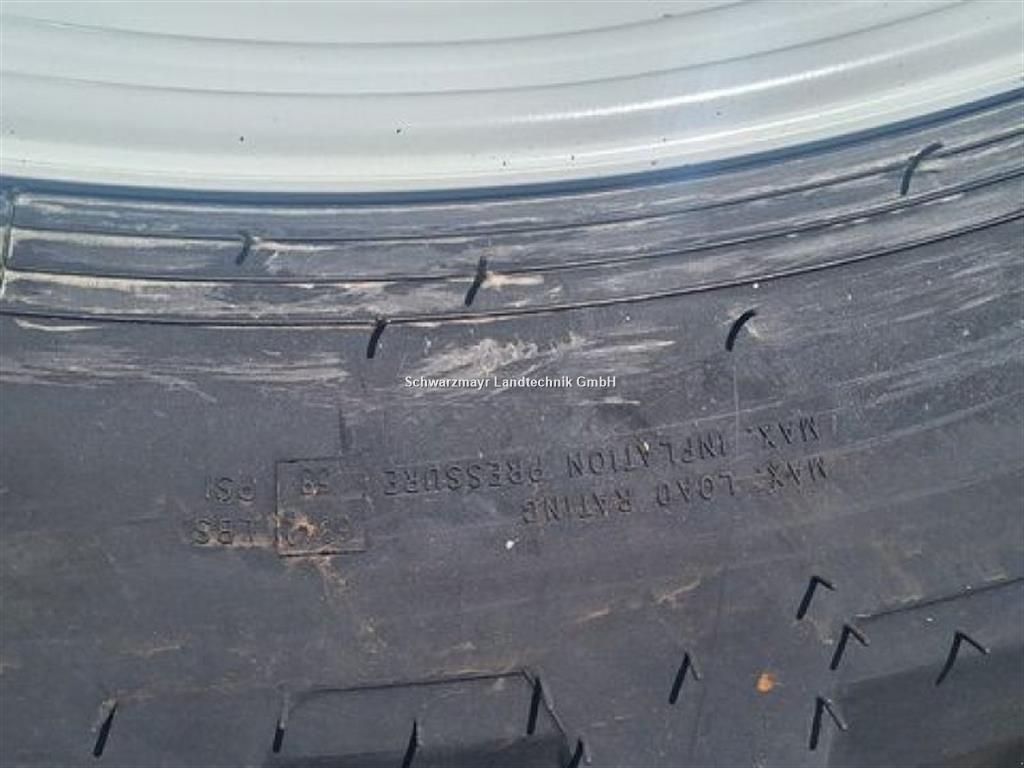 Schwarzmayr Landtechnik GmbH
MAX. LOAD RATING LBS
MAX. INFLATION PRESSURE PSI